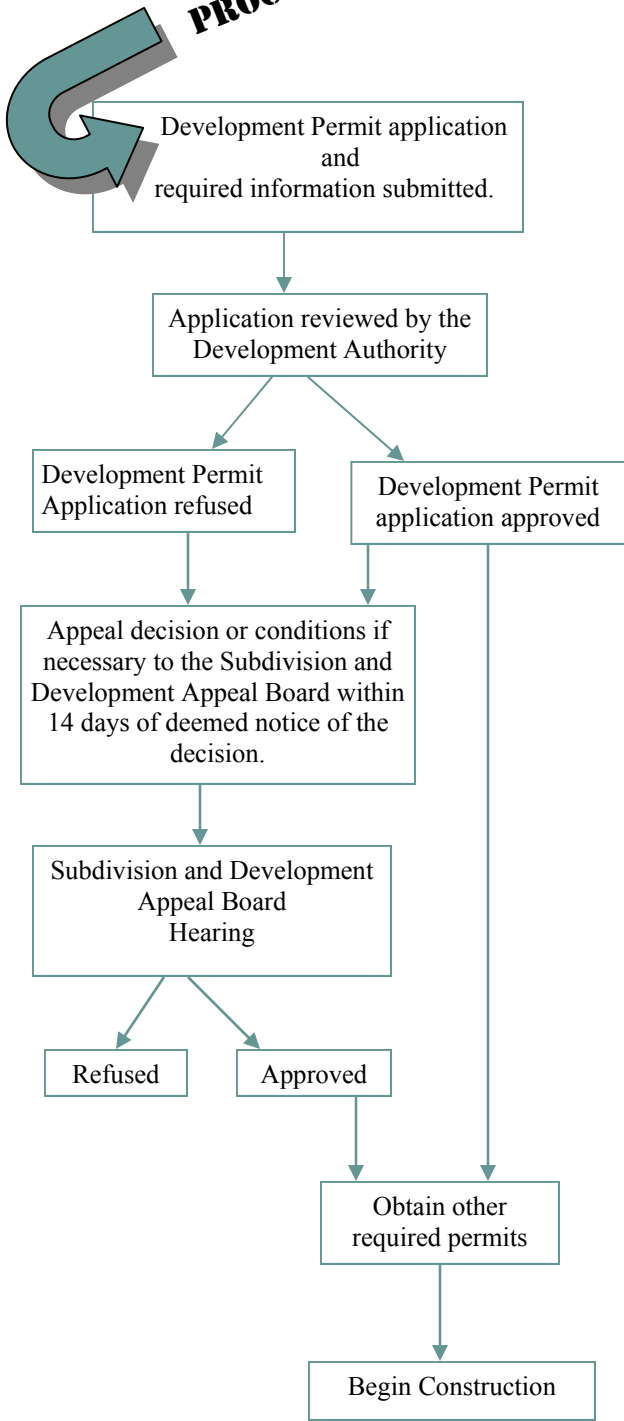 Development Permit application
and
required information submitted.
Application reviewed by the
Development Authority
Development Permit
Application refused
Development Permit
application approved
Appeal decision or conditions if
necessary to the Subdivision and
Development Appeal Board within
14 days of deemed notice of the
decision.
Subdivision and Development
Appeal Board
Hearing
Refused
Approved
Obtain other
required permits
Begin Construction